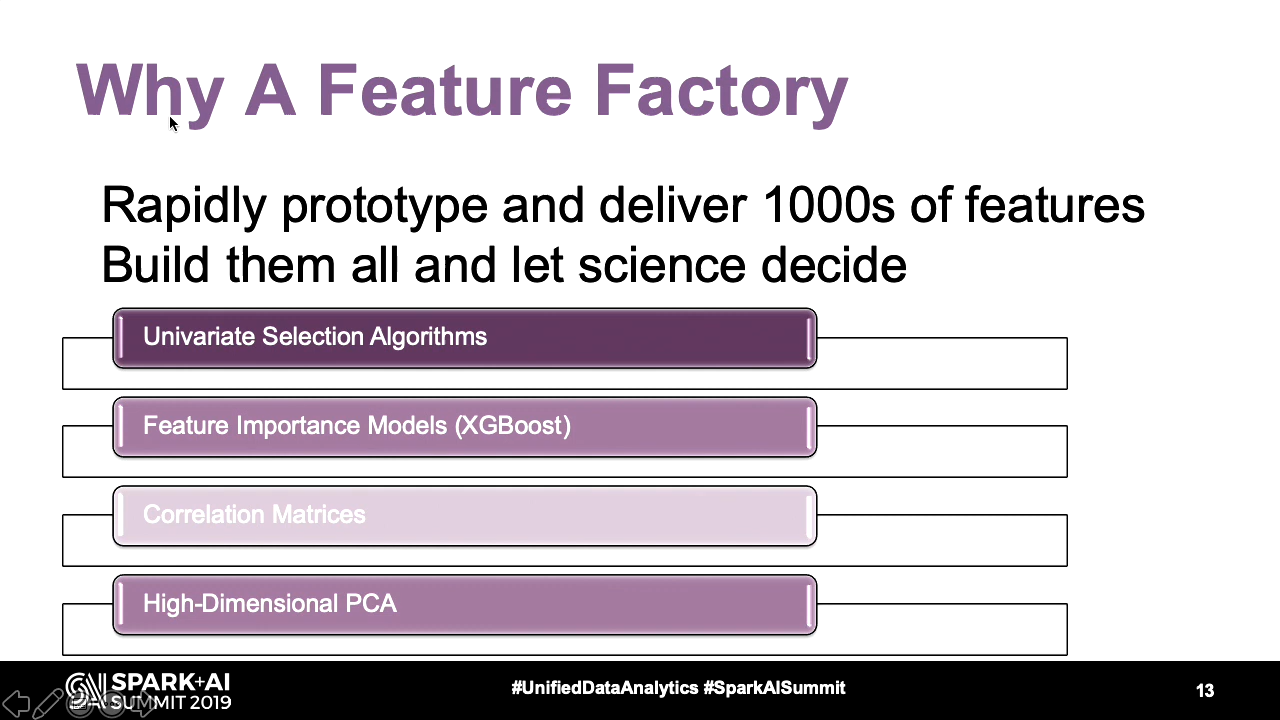 Why A Feature Factory
Rapidly prototype and deliver 1000s of features
Build them all and let science decide
Univariate Selection Algorithms
Feature Importance Models (XGBoost)
Correlation Matrices
High-Dimensional PCA
SPARK+AI
SUMMIT 2019
#UnifiedDataAnalytics #SparkAISummit
13